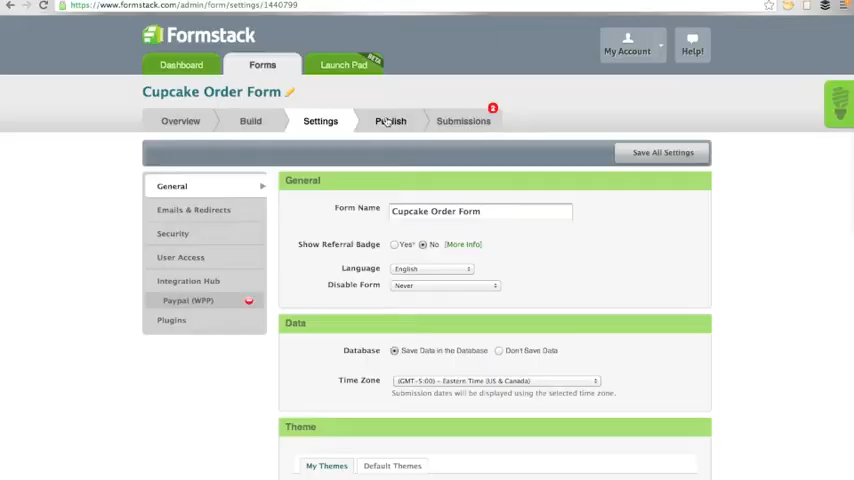 https://www.formstack.com/admin/form/settings/1440799
Formstack
My Account
Help!
Dashboard
Forms
Launch Pad
BETA
Cupcake Order Form
Overview
Build
Settings
Publish
Submissions
2
Save All Settings
General
Emails & Redirects
Security
User Access
Integration Hub
Paypal (WPP)
Plugins
General
Form Name Cupcake Order Form
Show Referral Badge Yes* No [More Info]
Language English
Disable Form Never
Data
Database Save Data in the Database Don't Save Data
Time Zone (GMT-5:00) - Eastern Time (US & Canada)
Submission dates will be displayed using the selected time zone.
Theme
My Themes Default Themes